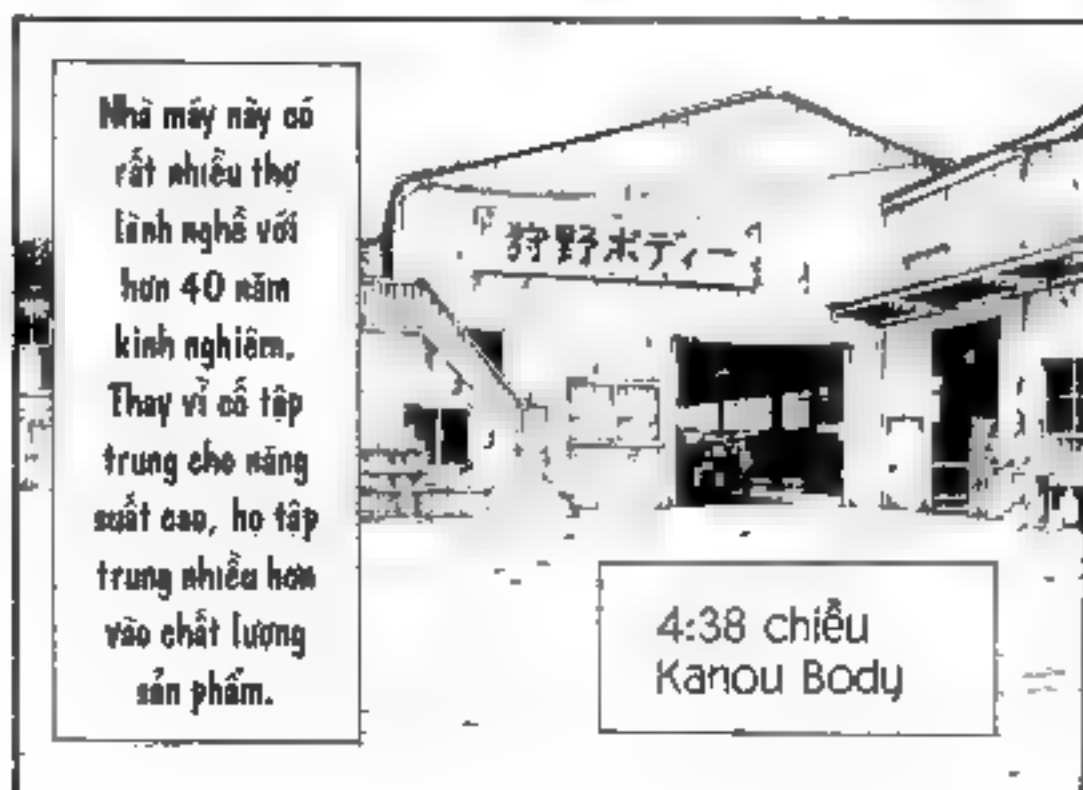 Nhà máy này có
rất nhiều thợ
lành nghề với
hơn 40 năm
kinh nghiệm.
Thay vì cố tập
trung cho năng
suất cao, họ tập
trung nhiều hơn
vào chất lượng
sản phẩm.
狩野ボディー
4:38 chiều
Kanou Body